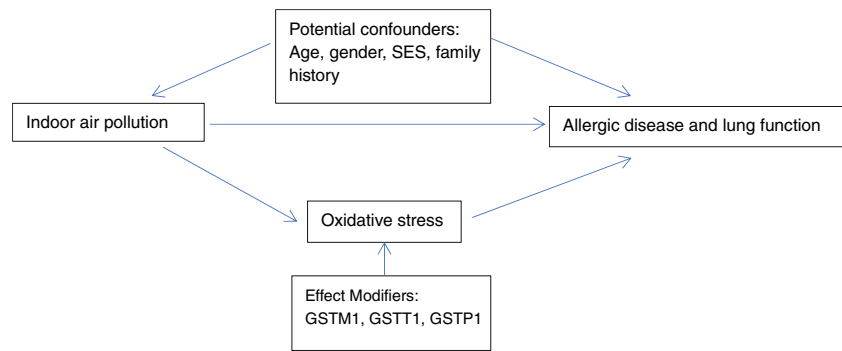 Potential confounders:
Age, gender, SES, family
history
Indoor air pollution
Allergic disease and lung function
Oxidative stress
Effect Modifiers:
GSTM1, GSTT1, GSTP1